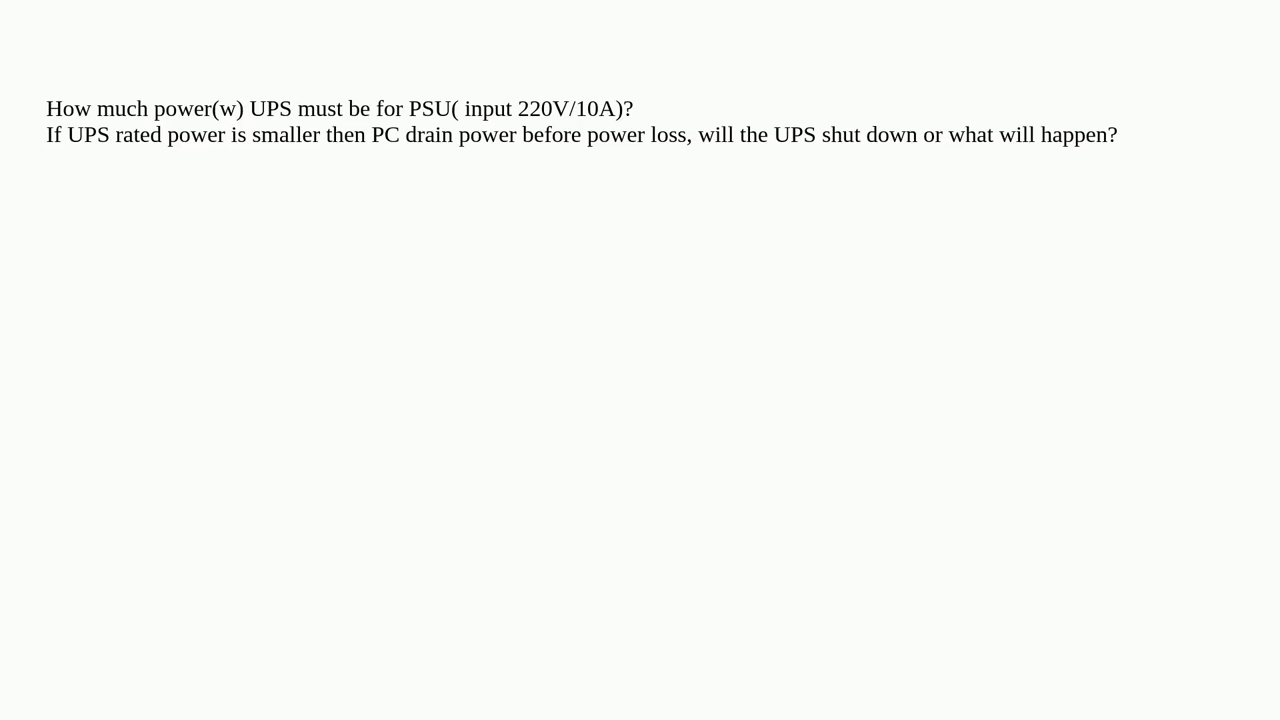 How much power(w) UPS must be for PSU( input 220V/10A)?
If UPS rated power is smaller then PC drain power before power loss, will the UPS shut down or what will happen?